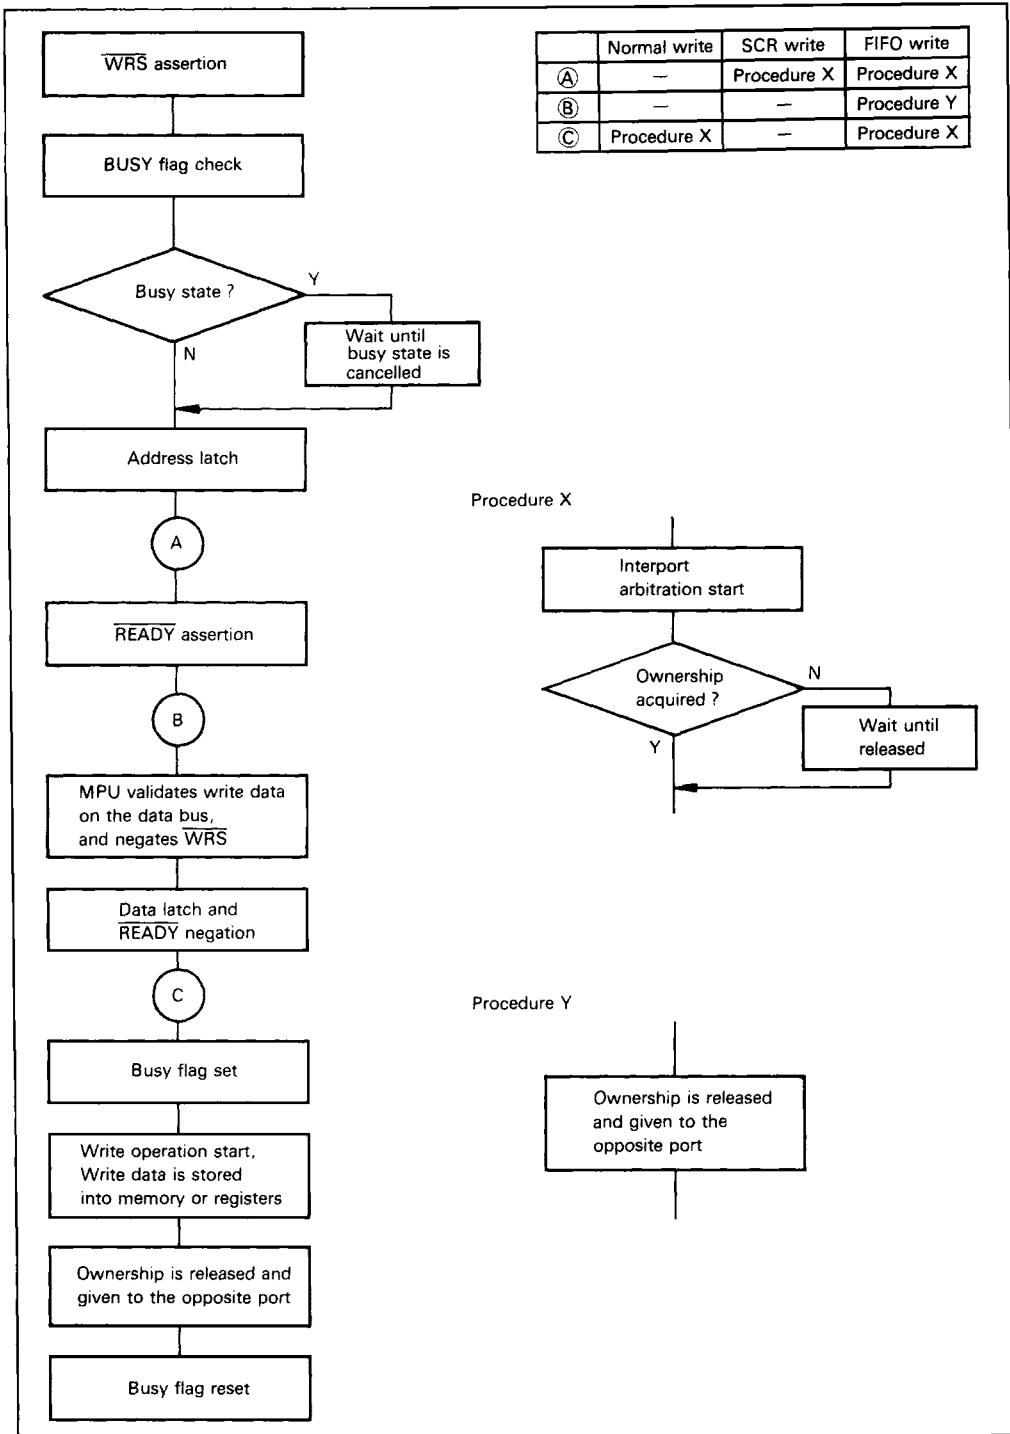 WRS assertion
BUSY flag check
Busy state ?
Y
N
Wait until
busy state is
cancelled
Address latch
A
READY assertion
B
MPU validates write data
on the data bus,
and negates WRS
Data latch and
READY negation
C
Busy flag set
Write operation start,
Write data is stored
into memory or registers
Ownership is released and
given to the opposite port
Busy flag reset
Normal write SCR write FIFO write
Ⓐ — Procedure X Procedure X
Ⓑ — — Procedure Y
Ⓒ Procedure X — Procedure X
Procedure X
Interport
arbitration start
Ownership
acquired ?
N
Y
Wait until
released
Procedure Y
Ownership is released
and given to the
opposite port